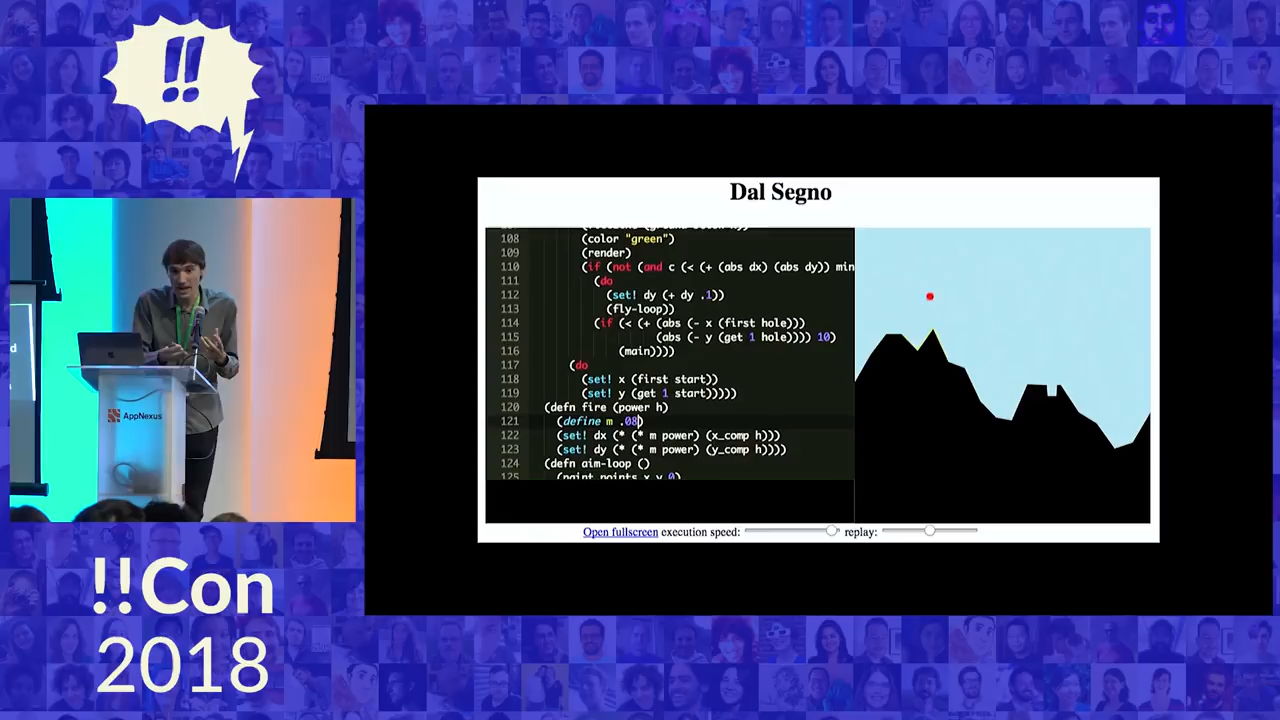 !!
AppNexus
!!Con
2018
Dal Segno
108 (color "green")
109 (render)
110 (if (not (and c (< (+ (abs dx) (abs dy)) min
111 (do
112 (set! dy (+ dy .1))
113 (fly-loop))
114 (if (< (+ (abs (- x (first hole)))
115 (abs (- y (get 1 hole)))) 10)
116 (main))))
117 (do
118 (set! x (first start))
119 (set! y (get 1 start)))))
120 (defn fire (power h)
121 (define m .08)
122 (set! dx (* (* m power) (x_comp h)))
123 (set! dy (* (* m power) (y_comp h))))
124 (defn aim-loop ()
125 (paint points x y 0)
Open fullscreen execution speed: replay: